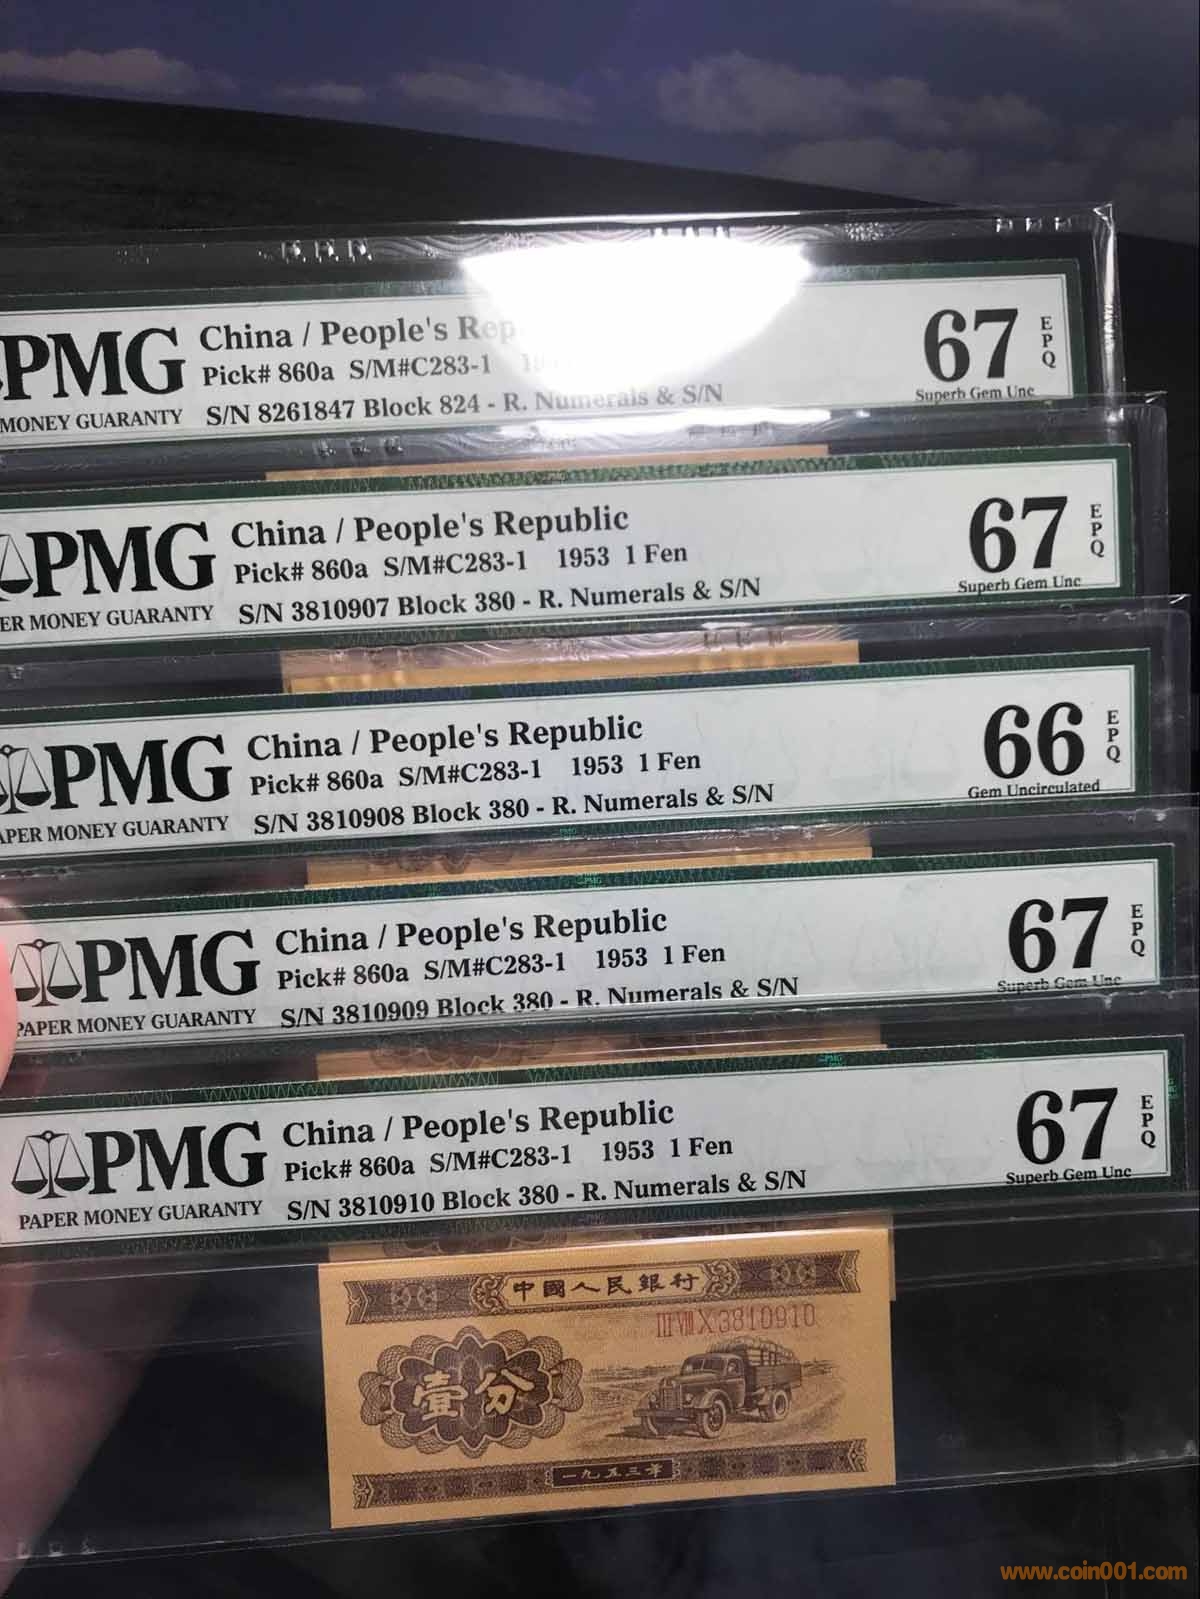 PMG
MONEY GUARANTY
China / People's Rep
Pick# 860a S/M#C283-1
S/N 8261847 Block 824 - R. Numerals & S/N
67
EPQ
Superb Gem Unc
PMG
ER MONEY GUARANTY
China / People's Republic
Pick# 860a S/M#C283-1 1953 1 Fen
S/N 3810907 Block 380 - R. Numerals & S/N
67
EPQ
Superb Gem Unc
PMG
APER MONEY GUARANTY
China / People's Republic
Pick# 860a S/M#C283-1 1953 1 Fen
S/N 3810908 Block 380 - R. Numerals & S/N
66
EPQ
Gem Uncirculated
PMG
PAPER MONEY GUARANTY
China / People's Republic
Pick# 860a S/M#C283-1 1953 1 Fen
S/N 3810909 Block 380 - R. Numerals & S/N
67
EPQ
Superb Gem Unc
PMG
PAPER MONEY GUARANTY
China / People's Republic
Pick# 860a S/M#C283-1 1953 1 Fen
S/N 3810910 Block 380 - R. Numerals & S/N
67
EPQ
Superb Gem Unc
中國人民銀行
III VIII X 3810910
壹分
一九五三年
www.coin001.com